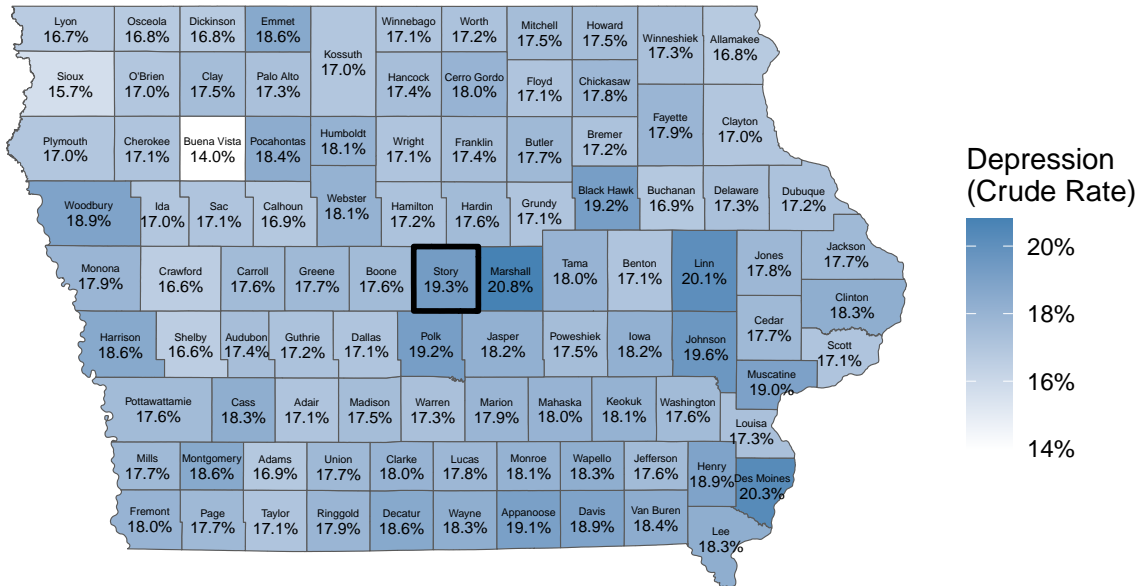 Lyon
16.7%
Osceola
16.8%
Dickinson
16.8%
Emmet
18.6%
Kossuth
17.0%
Winnebago
17.1%
Worth
17.2%
Mitchell
17.5%
Howard
17.5%
Winneshiek
17.3%
Allamakee
16.8%
Sioux
15.7%
O'Brien
17.0%
Clay
17.5%
Palo Alto
17.3%
Hancock
17.4%
Cerro Gordo
18.0%
Floyd
17.1%
Chickasaw
17.8%
Fayette
17.9%
Clayton
17.0%
Plymouth
17.0%
Cherokee
17.1%
Buena Vista
14.0%
Pocahontas
18.4%
Humboldt
18.1%
Wright
17.1%
Franklin
17.4%
Butler
17.7%
Bremer
17.2%
Woodbury
18.9%
Ida
17.0%
Sac
17.1%
Calhoun
16.9%
Webster
18.1%
Hamilton
17.2%
Hardin
17.6%
Grundy
17.1%
Black Hawk
19.2%
Buchanan
16.9%
Delaware
17.3%
Dubuque
17.2%
Monona
17.9%
Crawford
16.6%
Carroll
17.6%
Greene
17.7%
Boone
17.6%
Story
19.3%
Marshall
20.8%
Tama
18.0%
Benton
17.1%
Linn
20.1%
Jones
17.8%
Jackson
17.7%
Clinton
18.3%
Harrison
18.6%
Shelby
16.6%
Audubon
17.4%
Guthrie
17.2%
Dallas
17.1%
Polk
19.2%
Jasper
18.2%
Poweshiek
17.5%
Iowa
18.2%
Johnson
19.6%
Cedar
17.7%
Scott
17.1%
Muscatine
19.0%
Pottawattamie
17.6%
Cass
18.3%
Adair
17.1%
Madison
17.5%
Warren
17.3%
Marion
17.9%
Mahaska
18.0%
Keokuk
18.1%
Washington
17.6%
Louisa
17.3%
Mills
17.7%
Montgomery
18.6%
Adams
16.9%
Union
17.7%
Clarke
18.0%
Lucas
17.8%
Monroe
18.1%
Wapello
18.3%
Jefferson
17.6%
Henry
18.9%
Des Moines
20.3%
Fremont
18.0%
Page
17.7%
Taylor
17.1%
Ringgold
17.9%
Decatur
18.6%
Wayne
18.3%
Appanoose
19.1%
Davis
18.9%
Van Buren
18.4%
Lee
18.3%
Depression
(Crude Rate)
20%
18%
16%
14%